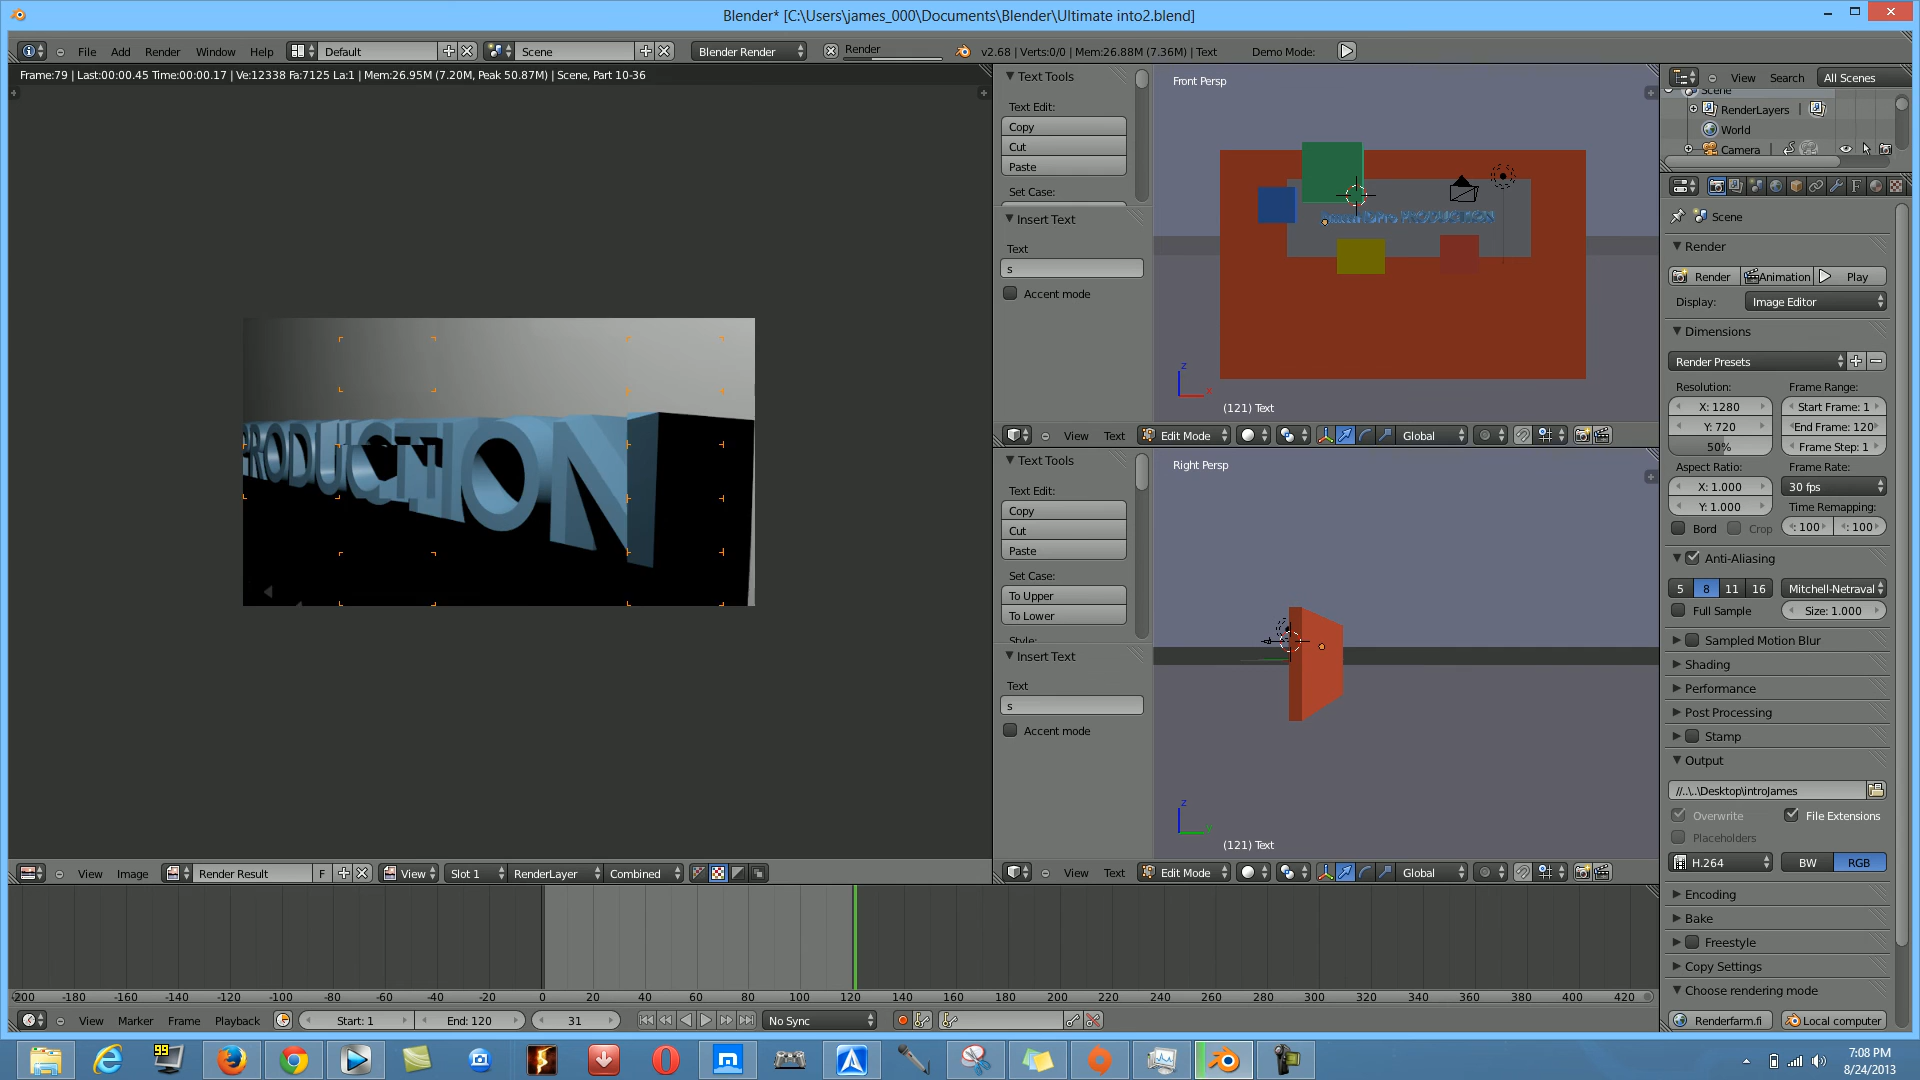 Blender* [C:\Users\james_000\Documents\Blender\Ultimate into2.blend]
File Add Render Window Help Default Scene Blender Render Render v2.68 | Verts:0/0 | Mem:26.88M (7.36M) | Text Demo Mode:
Frame:79 | Last:00:00.45 Time:00:00.17 | Ve:12338 Fa:7125 La:1 | Mem:26.95M (7.20M, Peak 50.87M) | Scene, Part 10-36
PRODUCTION
View Image Render Result F View Slot 1 RenderLayer Combined
Text Tools
Text Edit:
Copy
Cut
Paste
Set Case:
Insert Text
Text
s
Accent mode
Front Persp
PRODUCTION
z
x
(121) Text
View Text Edit Mode Global
Text Tools
Text Edit:
Copy
Cut
Paste
Set Case:
To Upper
To Lower
Style:
Insert Text
Text
s
Accent mode
Right Persp
z
(121) Text
View Text Edit Mode Global
View Search All Scenes
Scene
RenderLayers
World
Camera
Scene
Render
Render Animation Play
Display: Image Editor
Dimensions
Render Presets
Resolution: Frame Range:
X: 1280 Start Frame: 1
Y: 720 End Frame: 120
50% Frame Step: 1
Aspect Ratio: Frame Rate:
X: 1.000 30 fps
Y: 1.000 Time Remapping:
Bord Crop : 100 : 100
Anti-Aliasing
5 8 11 16 Mitchell-Netraval
Full Sample Size: 1.000
Sampled Motion Blur
Shading
Performance
Post Processing
Stamp
Output
//..\..\Desktop\introJames
Overwrite File Extensions
Placeholders
H.264 BW RGB
Encoding
Bake
Freestyle
Copy Settings
Choose rendering mode
Renderfarm.fi Local computer
-200 -180 -160 -140 -120 -100 -80 -60 -40 -20 0 20 40 60 80 100 120 140 160 180 200 220 240 260 280 300 320 340 360 380 400 420
View Marker Frame Playback Start: 1 End: 120 31 No Sync
99
7:08 PM
8/24/2013